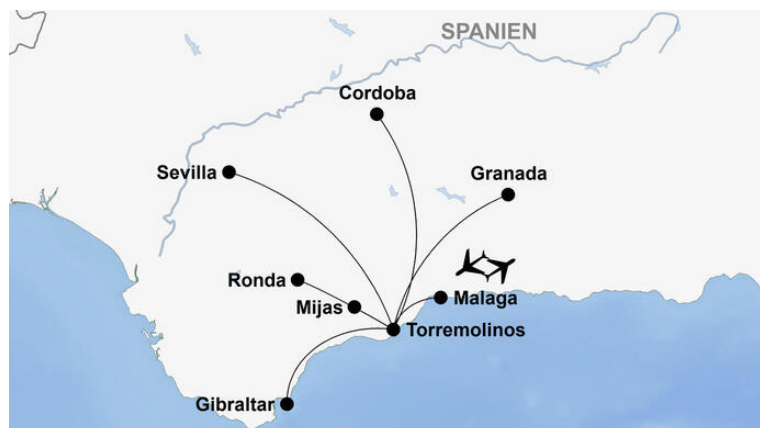 SPANIEN
Cordoba
Sevilla
Granada
Ronda
Mijas
Malaga
Torremolinos
Gibraltar